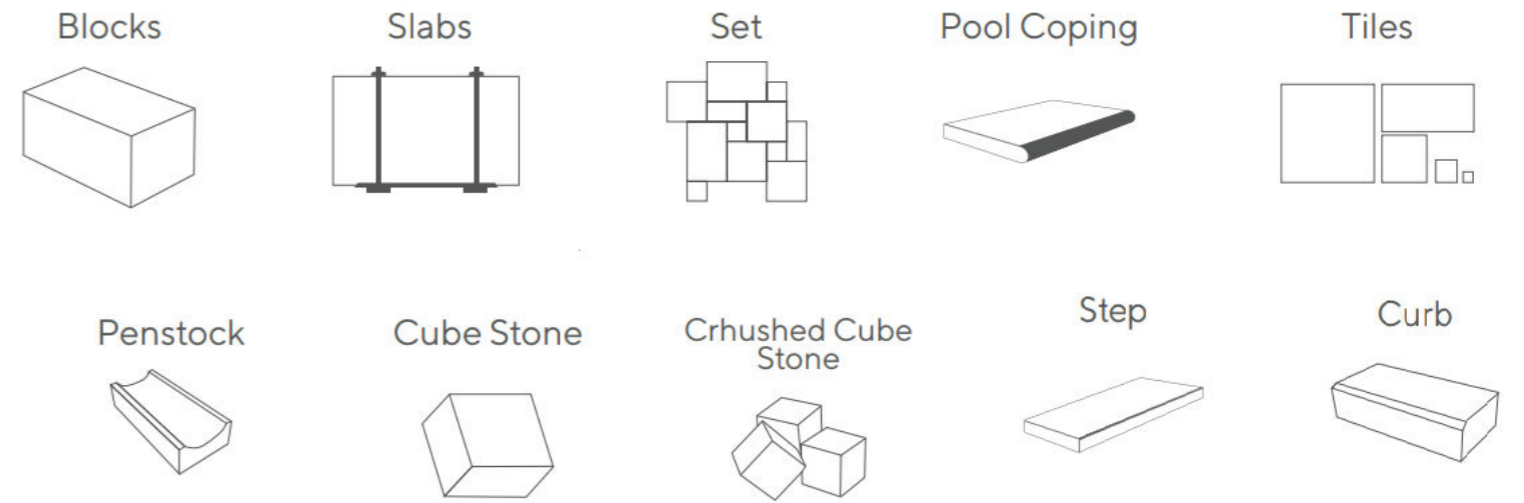 Blocks
Slabs
Set
Pool Coping
Tiles
Penstock
Cube Stone
Crhushed Cube
Stone
Step
Curb